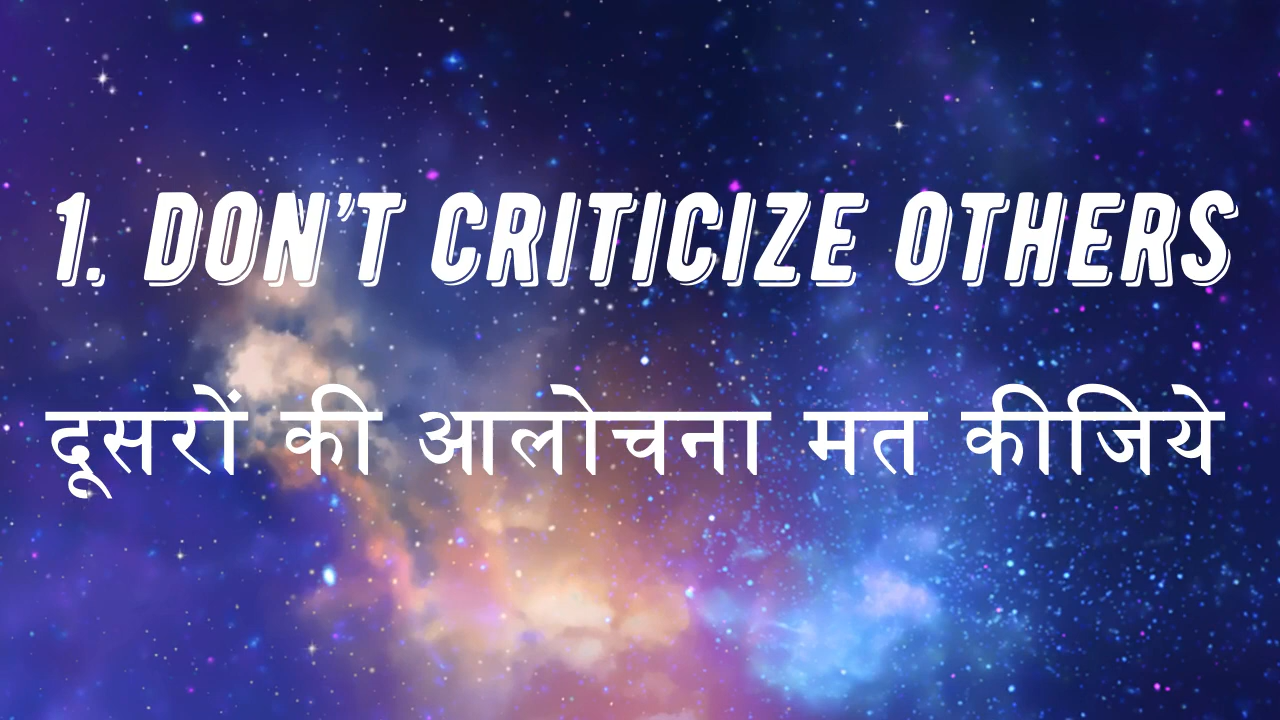 1. DON’T CRITICIZE OTHERS
दूसरों की आलोचना मत कीजिये